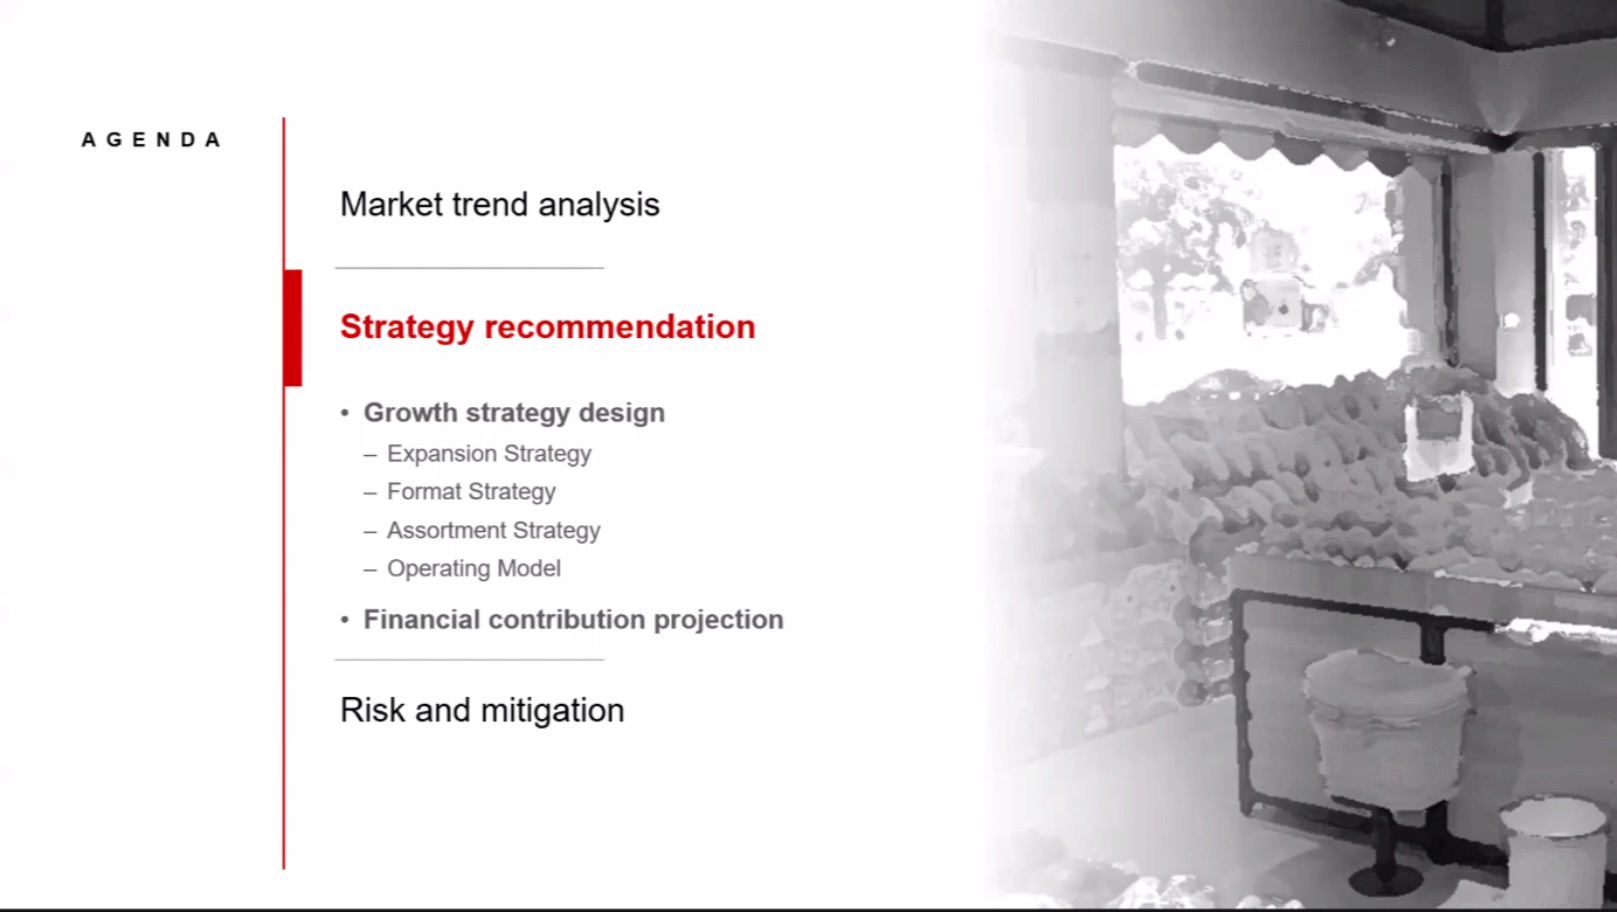 AGENDA
Market trend analysis
Strategy recommendation
• Growth strategy design
– Expansion Strategy
– Format Strategy
– Assortment Strategy
– Operating Model
• Financial contribution projection
Risk and mitigation